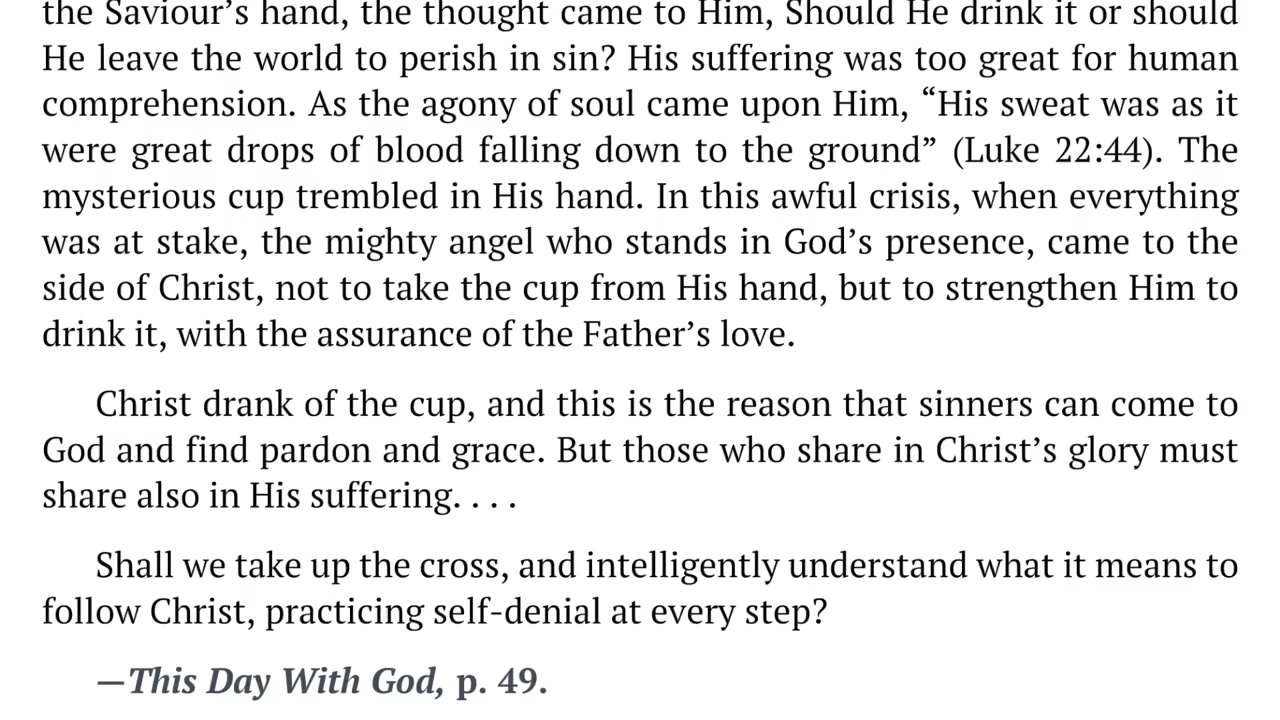 the Saviour’s hand, the thought came to Him, Should He drink it or should
He leave the world to perish in sin? His suffering was too great for human
comprehension. As the agony of soul came upon Him, “His sweat was as it
were great drops of blood falling down to the ground” (Luke 22:44). The
mysterious cup trembled in His hand. In this awful crisis, when everything
was at stake, the mighty angel who stands in God’s presence, came to the
side of Christ, not to take the cup from His hand, but to strengthen Him to
drink it, with the assurance of the Father’s love.
Christ drank of the cup, and this is the reason that sinners can come to
God and find pardon and grace. But those who share in Christ’s glory must
share also in His suffering. . . .
Shall we take up the cross, and intelligently understand what it means to
follow Christ, practicing self-denial at every step?
—This Day With God, p. 49.